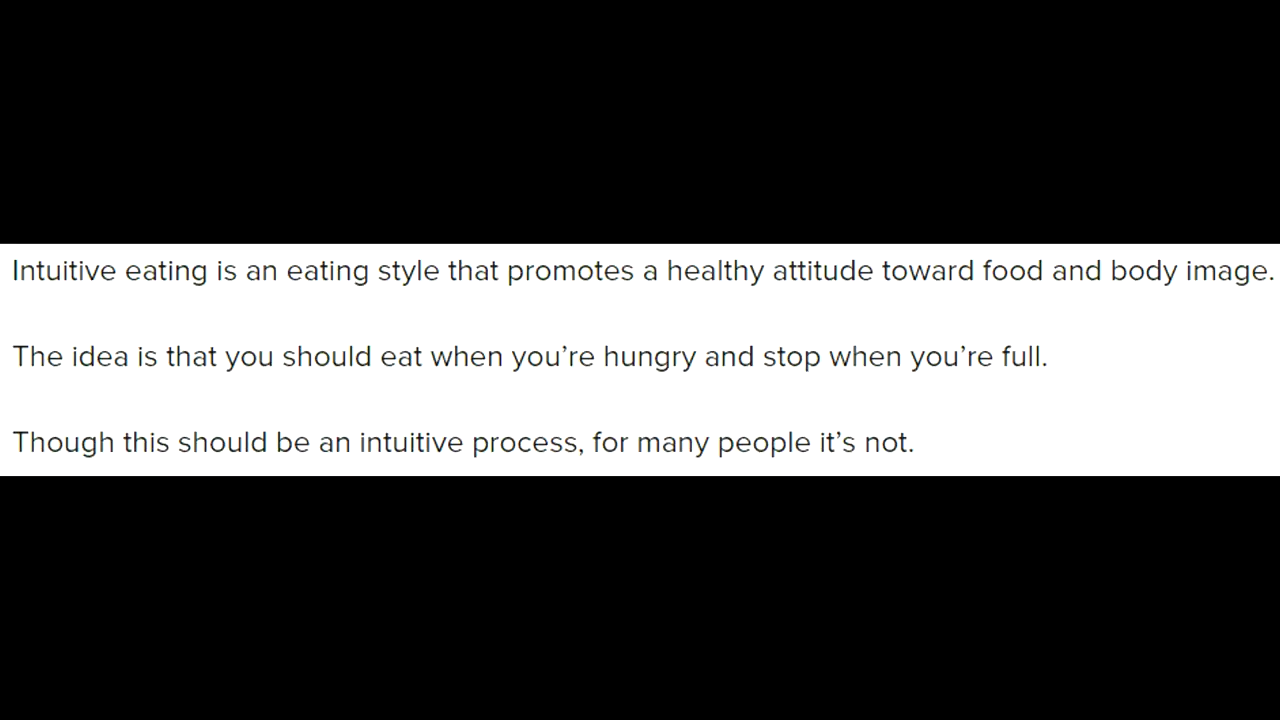 Intuitive eating is an eating style that promotes a healthy attitude toward food and body image.
The idea is that you should eat when you’re hungry and stop when you’re full.
Though this should be an intuitive process, for many people it’s not.